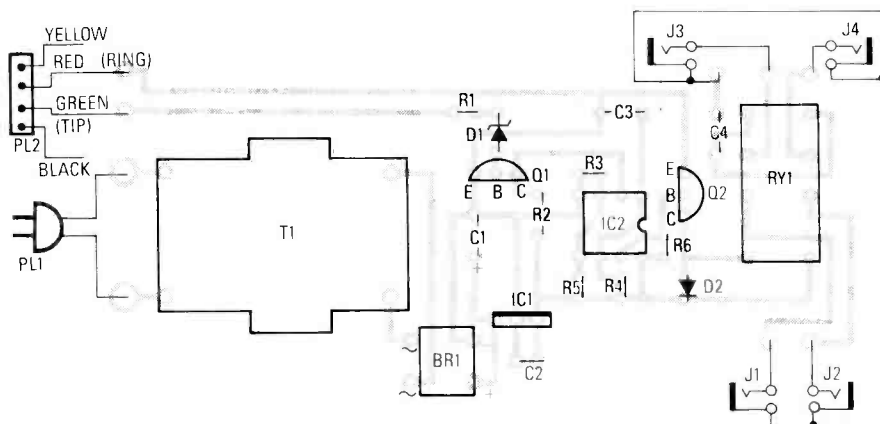 YELLOW
RED (RING)
GREEN
(TIP)
BLACK
PL2
PL1
T1
R1
D1
E B C
Q1
C1
+
R2
IC1
BR1
~
~
+
C2
C3
R3
IC2
R5
R4
E
B
C
Q2
R6
D2
C4
RY1
J3
J4
J1
J2